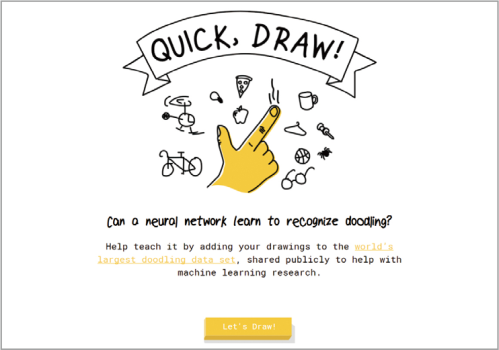 QUICK, DRAW!
Can a neural network learn to recognize doodling?
Help teach it by adding your drawings to the world's
largest doodling data set, shared publicly to help with
machine learning research.
Let's Draw!